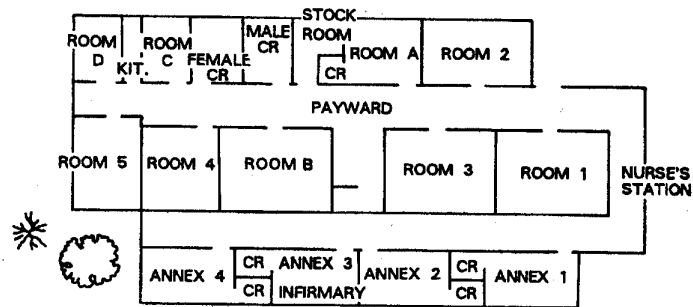 STOCK
ROOM
ROOM
D
KIT.
ROOM
C
FEMALE
CR
MALE
CR
CR
ROOM A
ROOM 2
PAYWARD
ROOM 5
ROOM 4
ROOM B
ROOM 3
ROOM 1
NURSE'S
STATION
ANNEX 4
CR
CR
ANNEX 3
INFIRMARY
ANNEX 2
CR
CR
ANNEX 1